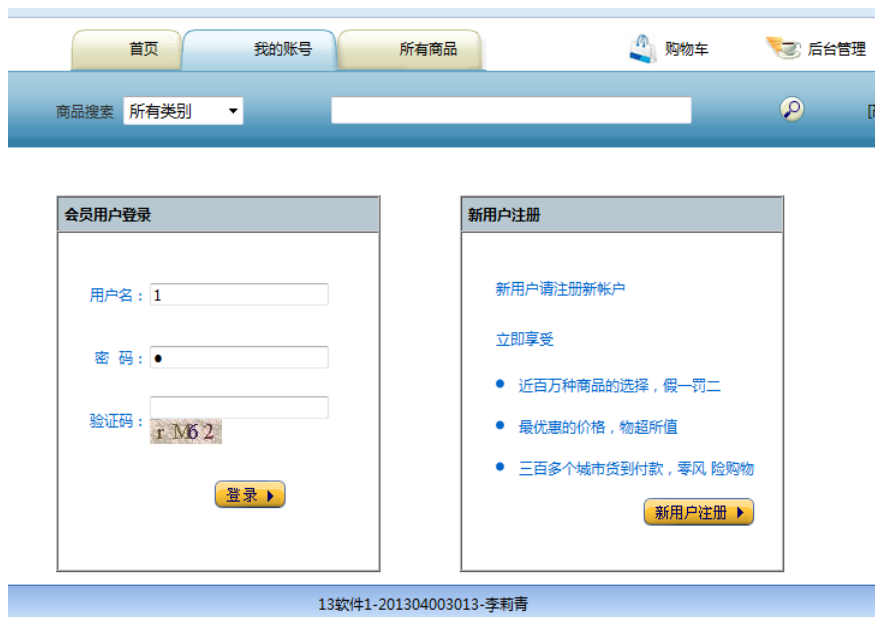 首页 我的账号 所有商品 购物车 后台管理
商品搜索 所有类别
会员用户登录
用户名： 1
密 码： ●
验证码：
r M62
登录
新用户注册
新用户请注册新帐户
立即享受
近百万种商品的选择，假一罚二
最优惠的价格，物超所值
三百多个城市货到付款，零风 险购物
新用户注册
13软件1-201304003013-李莉青